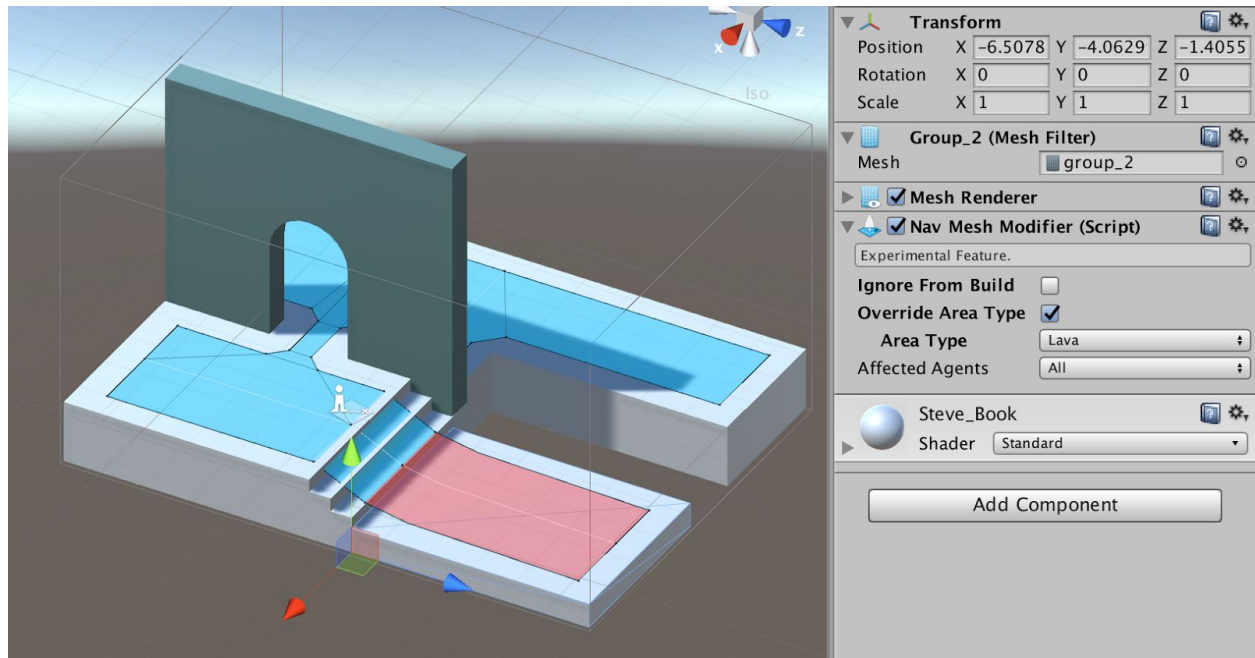 x
z
Iso
Transform
Position X -6.5078 Y -4.0629 Z -1.4055
Rotation X 0 Y 0 Z 0
Scale X 1 Y 1 Z 1
Group_2 (Mesh Filter)
Mesh group_2
Mesh Renderer
Nav Mesh Modifier (Script)
Experimental Feature.
Ignore From Build
Override Area Type
Area Type Lava
Affected Agents All
Steve_Book
Shader Standard
Add Component